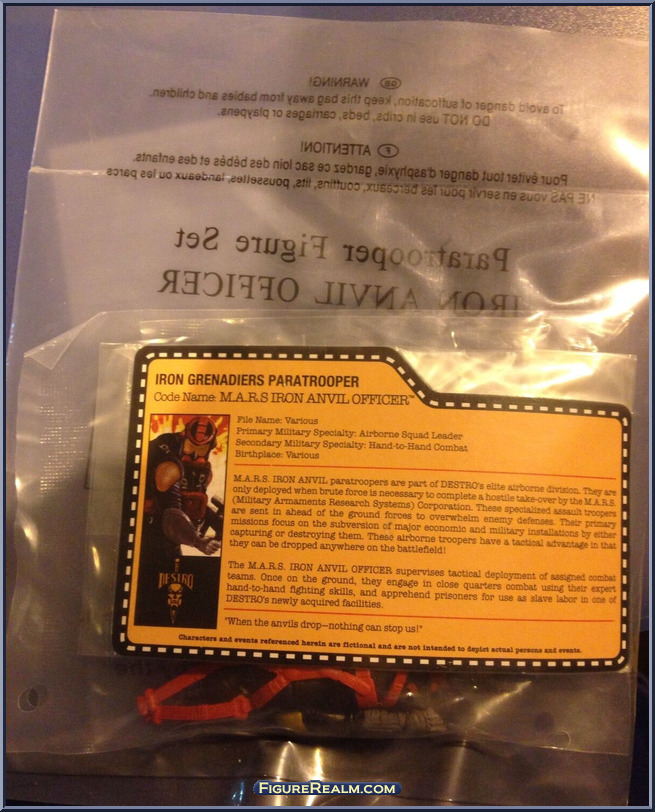 GB WARNING!
To avoid danger of suffocation, keep this bag away from babies and children.
DO NOT use in cribs, beds, carriages or playpens.
F ATTENTION!
Pour éviter tout danger d'asphyxie, gardez ce sac loin des bébés et des enfants.
NE PAS vous en servir pour les berceaux, couffins, lits, poussettes, landeaux ou les parcs
Paratrooper Figure Set
IRON ANVIL OFFICER
IRON GRENADIERS PARATROOPER
Code Name: M.A.R.S IRON ANVIL OFFICER™
File Name: Various
Primary Military Specialty: Airborne Squad Leader
Secondary Military Specialty: Hand-to-Hand Combat
Birthplace: Various
M.A.R.S. IRON ANVIL paratroopers are part of DESTRO's elite airborne division. They are
only deployed when brute force is necessary to complete a hostile take-over by the M.A.R.S.
(Military Armaments Research Systems) Corporation. These specialized assault troopers
are sent in ahead of the ground forces to overwhelm enemy defenses. Their primary
missions focus on the subversion of major economic and military installations by either
capturing or destroying them. These airborne troopers have a tactical advantage in that
they can be dropped anywhere on the battlefield!
The M.A.R.S. IRON ANVIL OFFICER supervises tactical deployment of assigned combat
teams. Once on the ground, they engage in close quarters combat using their expert
hand-to-hand fighting skills, and apprehend prisoners for use as slave labor in one of
DESTRO's newly acquired facilities.
"When the anvils drop—nothing can stop us!"
Characters and events referenced herein are fictional and are not intended to depict actual persons and events.
DESTRO
FIGUREREALM.COM